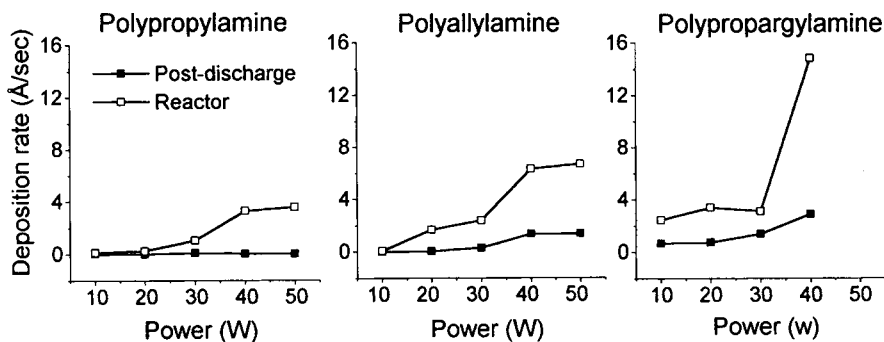 Polypropylamine
Polyallylamine
Polypropargylamine
Deposition rate (Å/sec)
16
12
8
4
0
Post-discharge
Reactor
10 20 30 40 50
Power (W)
16
12
8
4
0
10 20 30 40 50
Power (W)
16
12
8
4
0
10 20 30 40 50
Power (w)